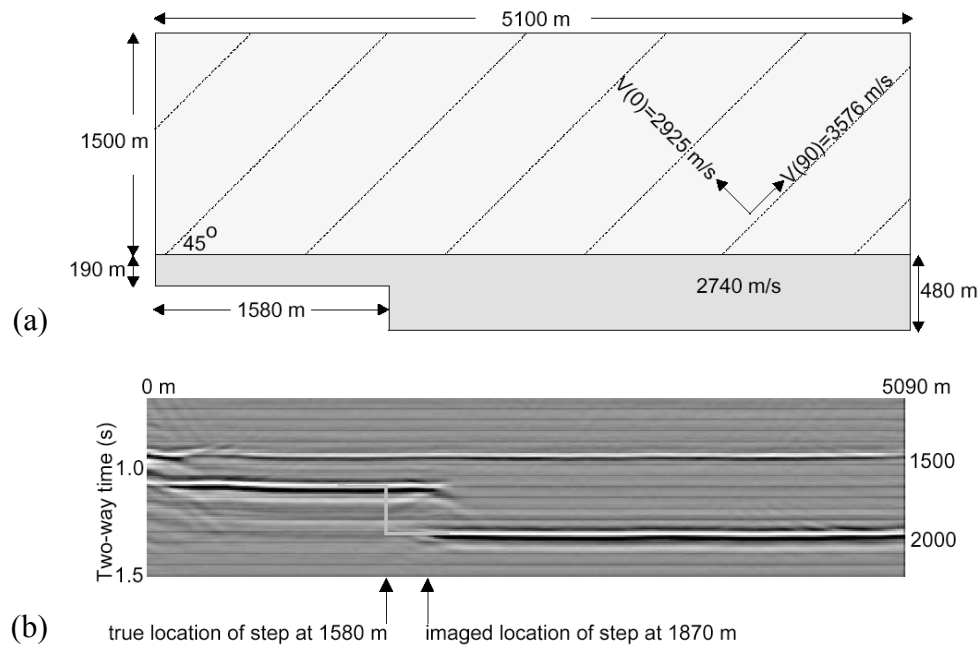 5100 m
1500 m
V(0)=2925 m/s
V(90)=3576 m/s
45o
190 m
2740 m/s
480 m
1580 m
(a)
0 m
5090 m
Two-way time (s)
1.0
1500
2000
1.5
(b)
true location of step at 1580 m
imaged location of step at 1870 m